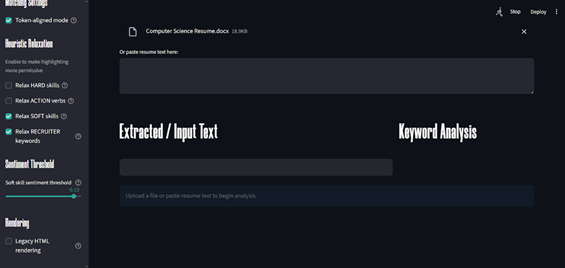 Matching Settings
Token-aligned mode
Heuristic Relaxation
Enable to make highlighting
more permissive.
Relax HARD skills
Relax ACTION verbs
Relax SOFT skills
Relax RECRUITER
keywords
Sentiment Threshold
Soft skill sentiment threshold
-0.10
Rendering
Legacy HTML
rendering
Stop
Deploy
Computer Science Resume.docx 18.9KB
Or paste resume text here:
Extracted / Input Text
Keyword Analysis
Upload a file or paste resume text to begin analysis.